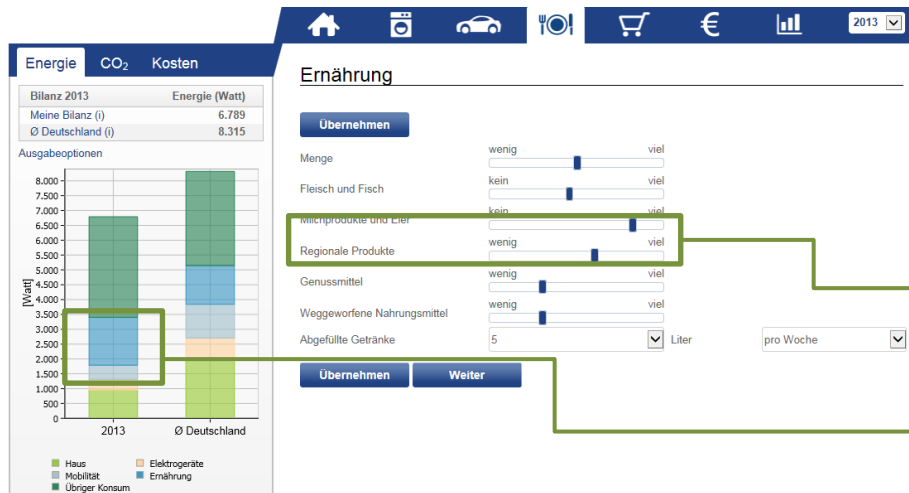 2013
Energie CO₂ Kosten
Bilanz 2013 Energie (Watt)
Meine Bilanz (i) 6.789
Ø Deutschland (i) 8.315
Ausgabeoptionen
[Watt]
8.000
7.500
7.000
6.500
6.000
5.500
5.000
4.500
4.000
3.500
3.000
2.500
2.000
1.500
1.000
500
0
2013 Ø Deutschland
Haus Elektrogeräte
Mobilität Ernährung
Übriger Konsum
Ernährung
Übernehmen
wenig viel
Menge
kein viel
Fleisch und Fisch
kein viel
Milchprodukte und Eier
wenig viel
Regionale Produkte
wenig viel
Genussmittel
wenig viel
Weggeworfene Nahrungsmittel
Abgefüllte Getränke 5 Liter pro Woche
Übernehmen Weiter